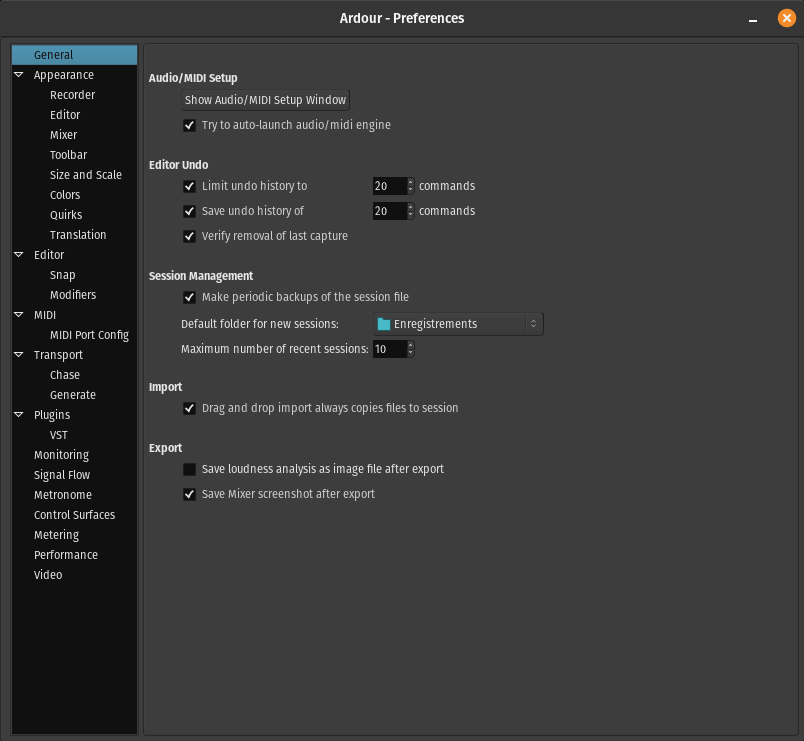 Ardour - Preferences
General
Appearance
Recorder
Editor
Mixer
Toolbar
Size and Scale
Colors
Quirks
Translation
Editor
Snap
Modifiers
MIDI
MIDI Port Config
Transport
Chase
Generate
Plugins
VST
Monitoring
Signal Flow
Metronome
Control Surfaces
Metering
Performance
Video
Audio/MIDI Setup
Show Audio/MIDI Setup Window
Try to auto-launch audio/midi engine
Editor Undo
Limit undo history to 20 commands
Save undo history of 20 commands
Verify removal of last capture
Session Management
Make periodic backups of the session file
Default folder for new sessions: Enregistrements
Maximum number of recent sessions: 10
Import
Drag and drop import always copies files to session
Export
Save loudness analysis as image file after export
Save Mixer screenshot after export